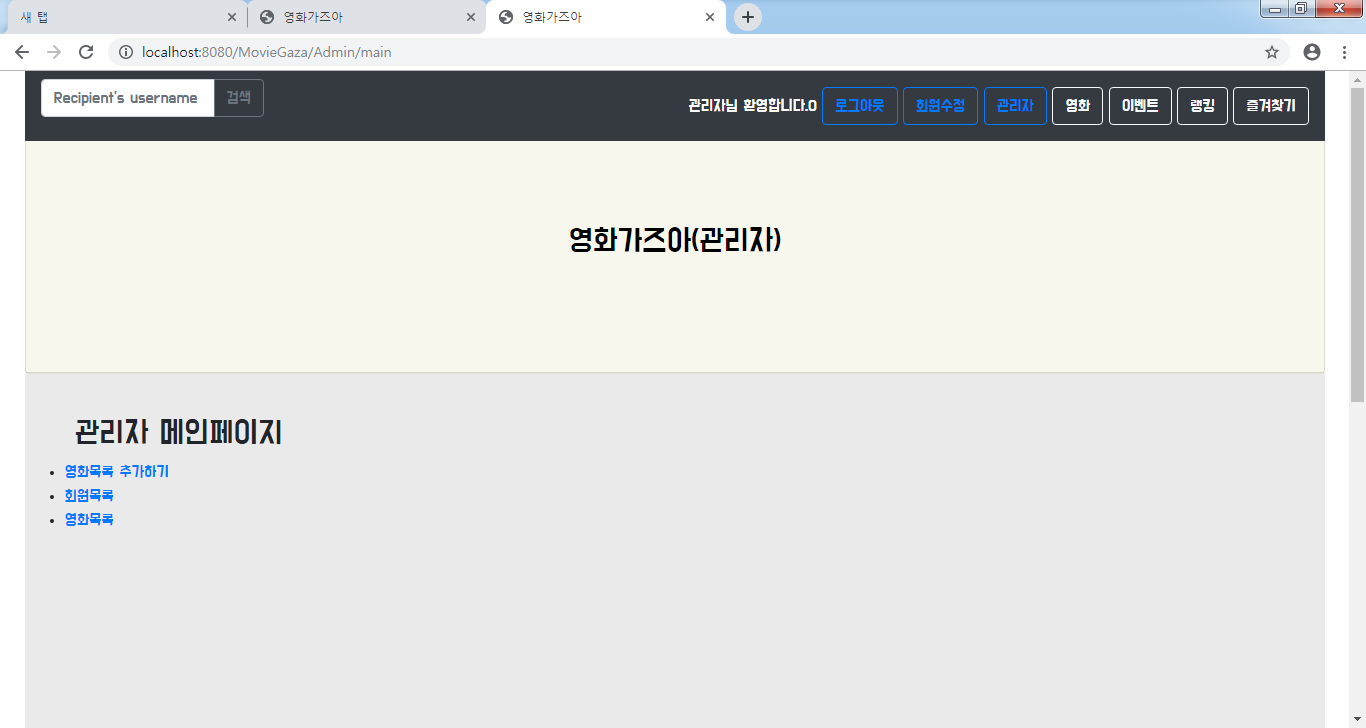 새 탭
영화가즈아
영화가즈아
localhost:8080/MovieGaza/Admin/main
Recipient's username 검색
관리자님 환영합니다.0 로그아웃 회원수정 관리자 영화 이벤트 랭킹 즐겨찾기
영화가즈아(관리자)
관리자 메인페이지
영화목록 추가하기
회원목록
영화목록